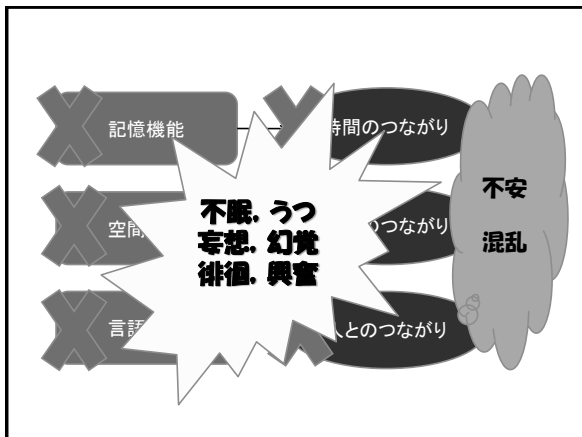 記憶機能
時間のつながり
空間
のつながり
言語
人とのつながり
不眠，うつ
妄想，幻覚
徘徊，興奮
不安
混乱